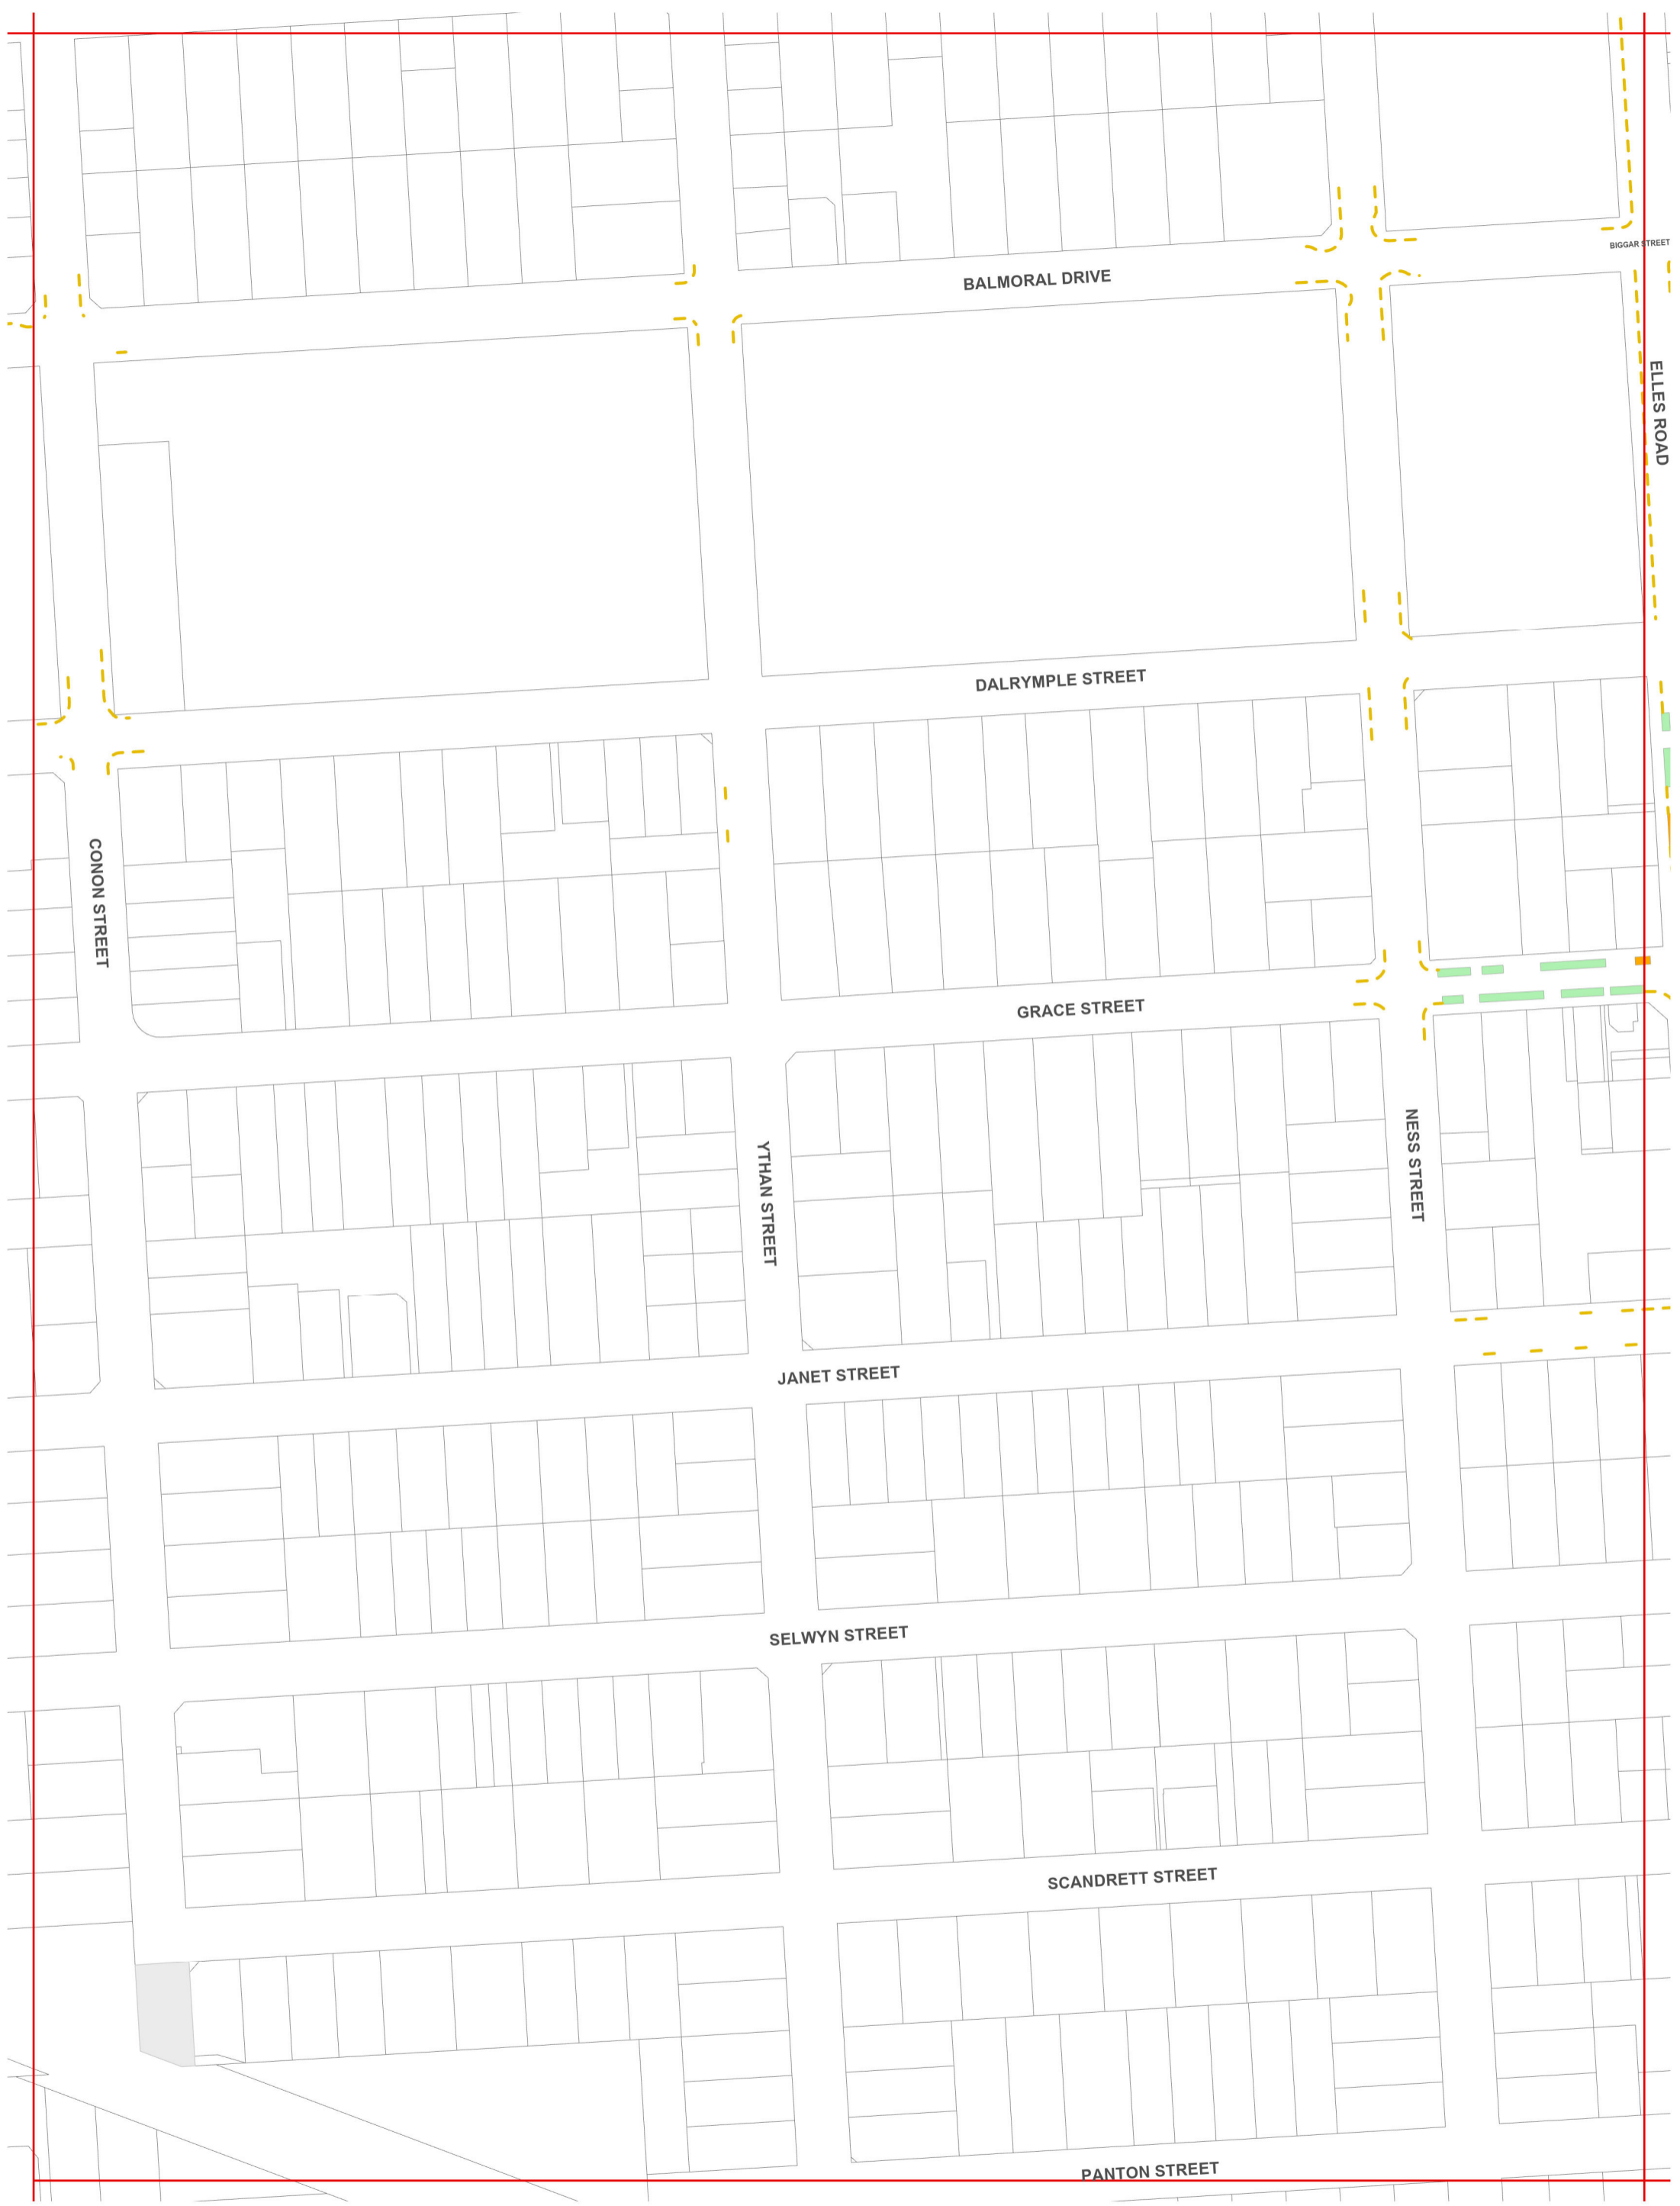 BIGGAR STREET
BALMORAL DRIVE
ELLES ROAD
DALRYMPLE STREET
CONON STREET
GRACE STREET
YTHAN STREET
NESS STREET
JANET STREET
SELWYN STREET
SCANDRETT STREET
PANTON STREET